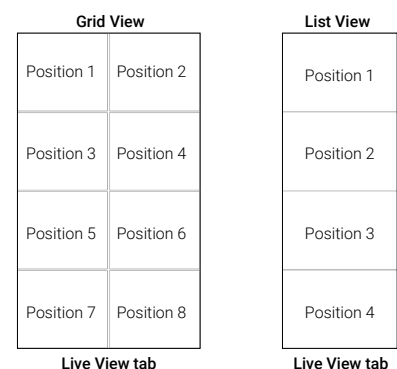 Grid View
Position 1 Position 2
Position 3 Position 4
Position 5 Position 6
Position 7 Position 8
Live View tab
List View
Position 1
Position 2
Position 3
Position 4
Live View tab